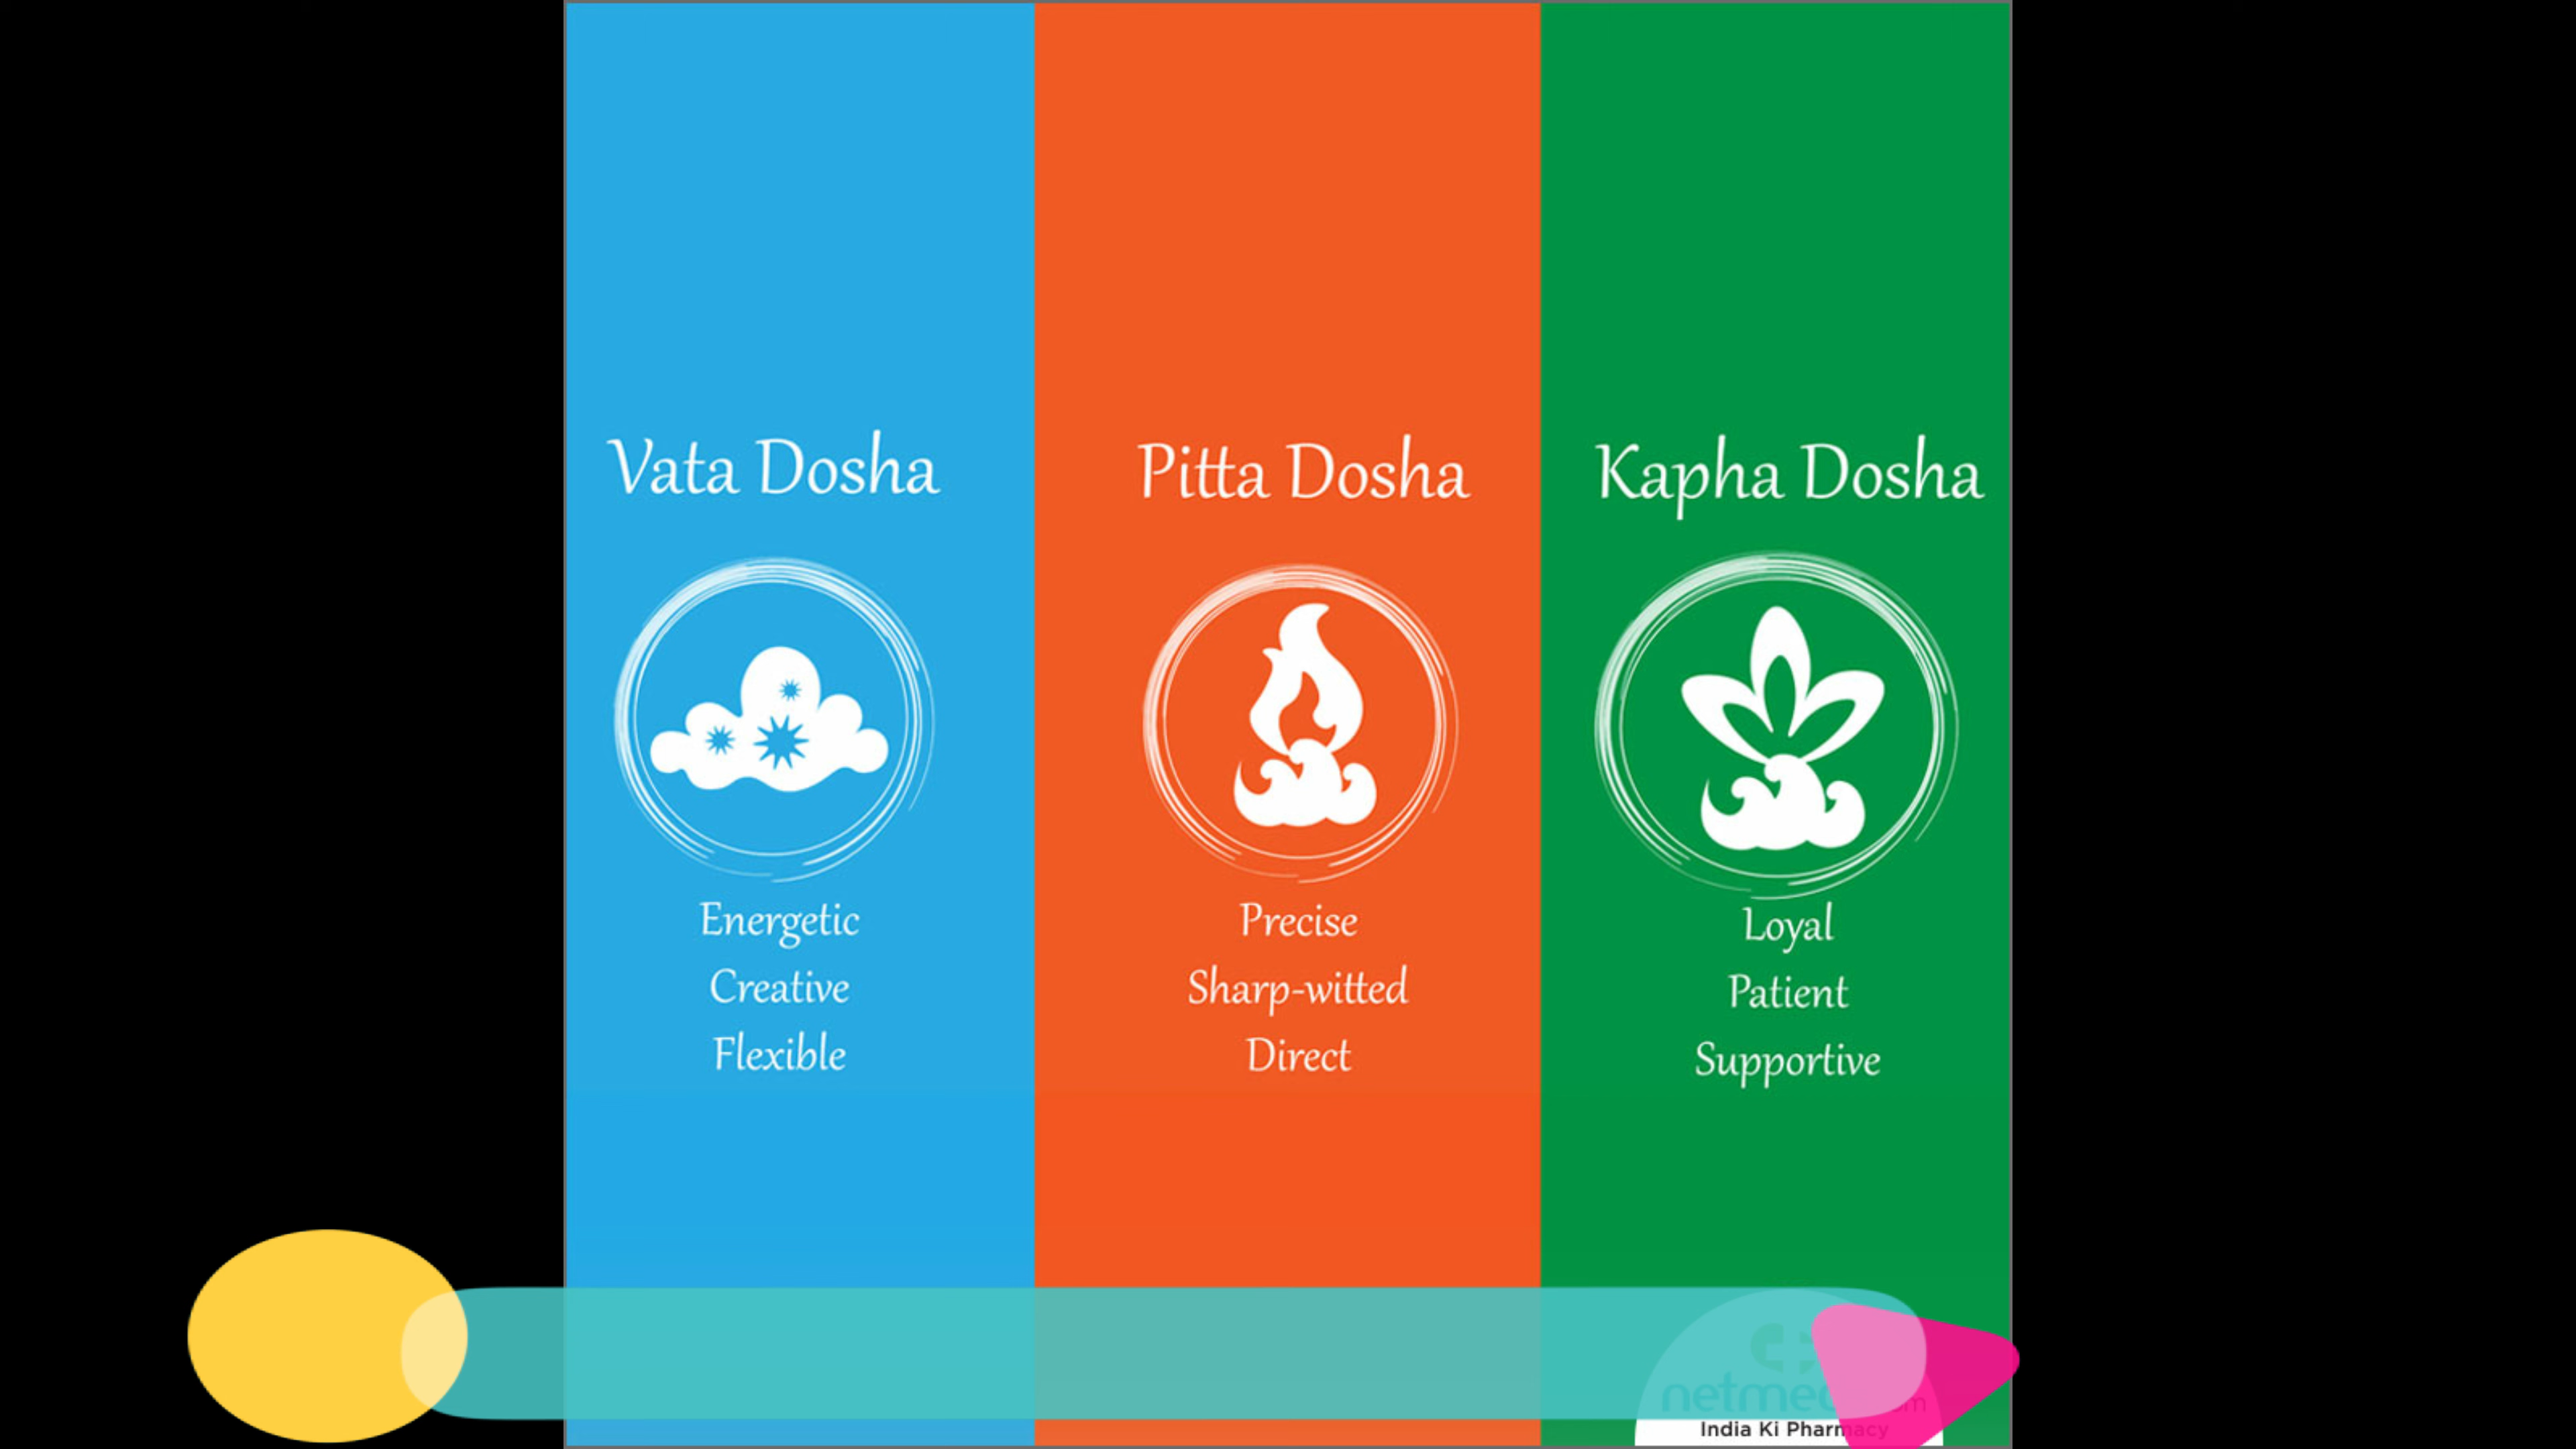 Vata Dosha
Energetic
Creative
Flexible
Pitta Dosha
Precise
Sharp-witted
Direct
Kapha Dosha
Loyal
Patient
Supportive
India Ki Pharmacy